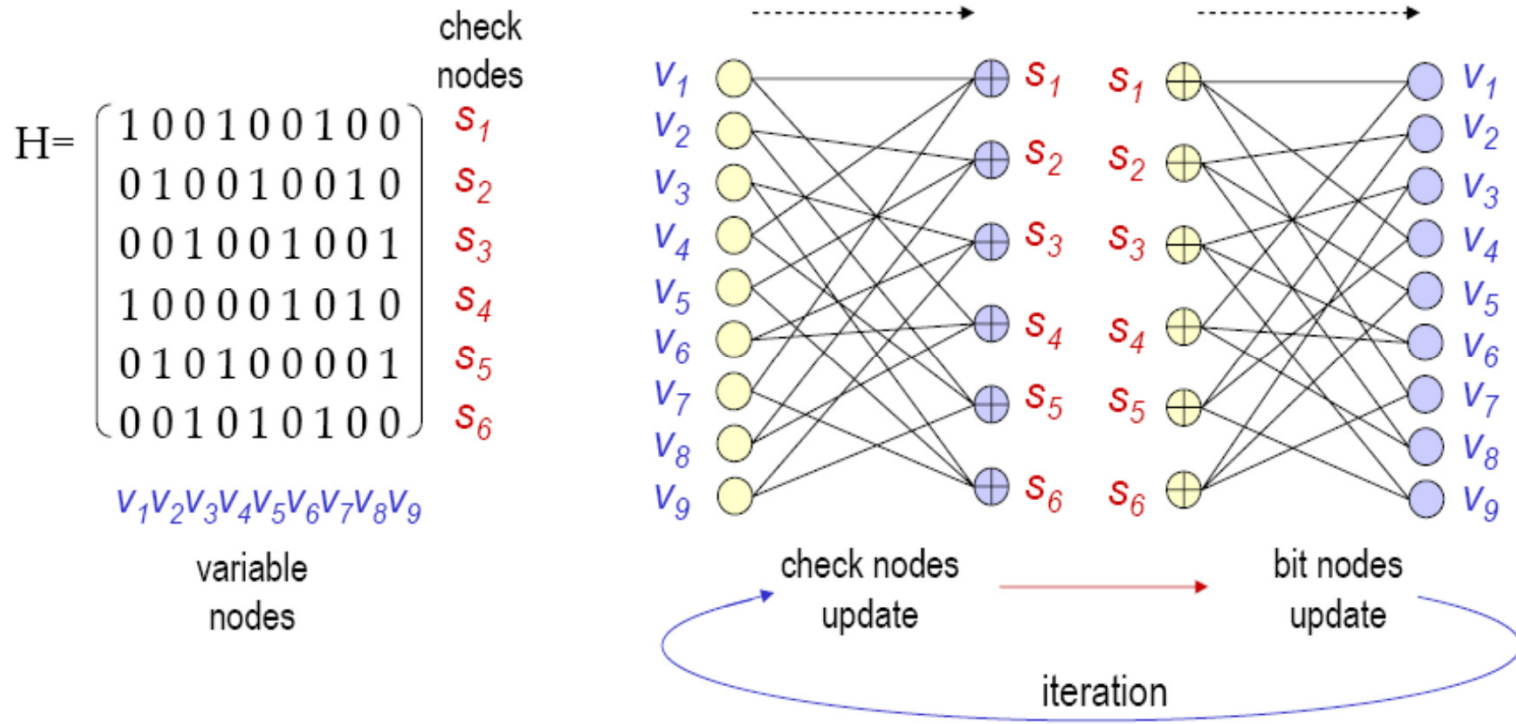 check
nodes
H=
1 0 0 1 0 0 1 0 0 s1
0 1 0 0 1 0 0 1 0 s2
0 0 1 0 0 1 0 0 1 s3
1 0 0 0 0 1 0 1 0 s4
0 1 0 1 0 0 0 0 1 s5
0 0 1 0 1 0 1 0 0 s6
v1v2v3v4v5v6v7v8v9
variable
nodes
v1
v2
v3
v4
v5
v6
v7
v8
v9
s1
s2
s3
s4
s5
s6
s1
s2
s3
s4
s5
s6
v1
v2
v3
v4
v5
v6
v7
v8
v9
check nodes
update
bit nodes
update
iteration